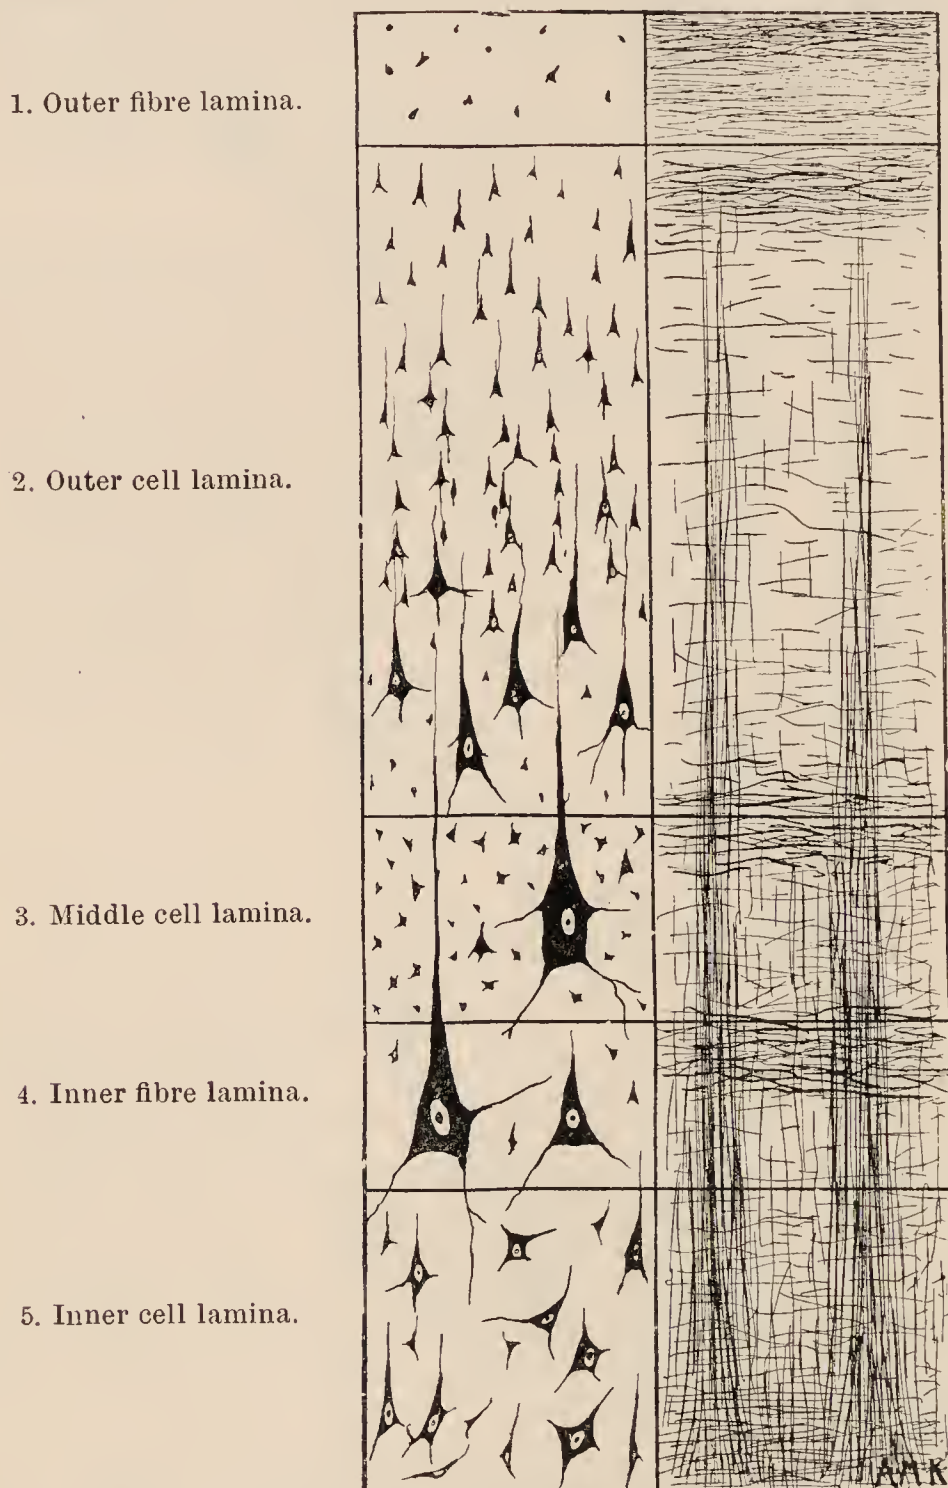 1. Outer fibre lamina.
2. Outer cell lamina.
3. Middle cell lamina.
4. Inner fibre lamina.
5. Inner cell lamina.
AMK